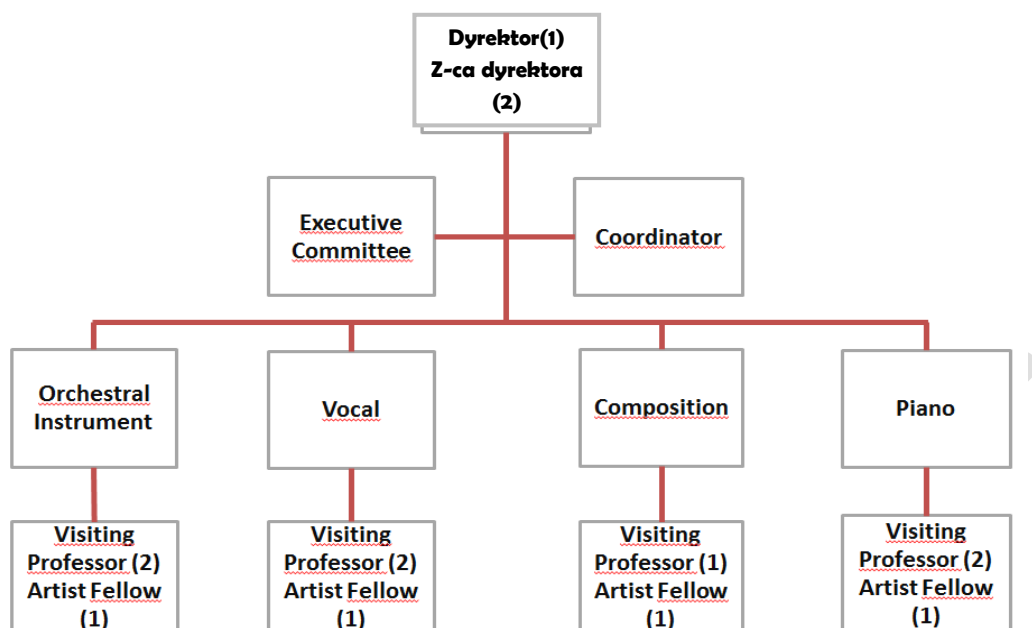 Dyrektor(1)
Z-ca dyrektora
(2)
Executive
Committee
Coordinator
Orchestral
Instrument
Vocal
Composition
Piano
Visiting
Professor (2)
Artist Fellow
(1)
Visiting
Professor (2)
Artist Fellow
(1)
Visiting
Professor (1)
Artist Fellow
(1)
Visiting
Professor (2)
Artist Fellow
(1)